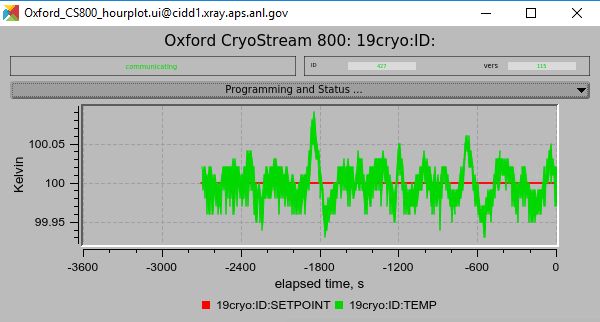 Oxford_CS800_hourplot.ui@cidd1.xray.aps.anl.gov
Oxford CryoStream 800: 19cryo:ID:
communicating
ID 427 vers 115
Programming and Status ...
Kelvin
100.05
100
99.95
-3600 -3000 -2400 -1800 -1200 -600 0
elapsed time, s
19cryo:ID:SETPOINT 19cryo:ID:TEMP